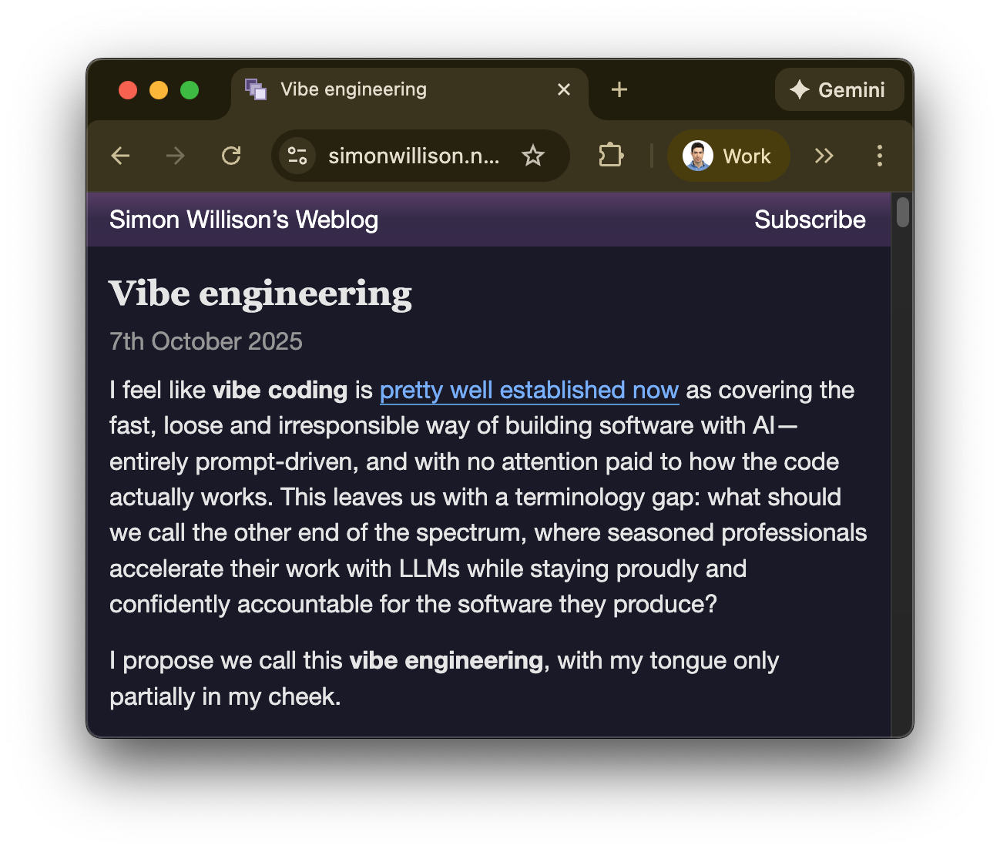 Vibe engineering
Gemini
simonwillison.n...
Work
Simon Willison’s Weblog
Subscribe
Vibe engineering
7th October 2025
I feel like vibe coding is pretty well established now as covering the
fast, loose and irresponsible way of building software with AI—
entirely prompt-driven, and with no attention paid to how the code
actually works. This leaves us with a terminology gap: what should
we call the other end of the spectrum, where seasoned professionals
accelerate their work with LLMs while staying proudly and
confidently accountable for the software they produce?
I propose we call this vibe engineering, with my tongue only
partially in my cheek.